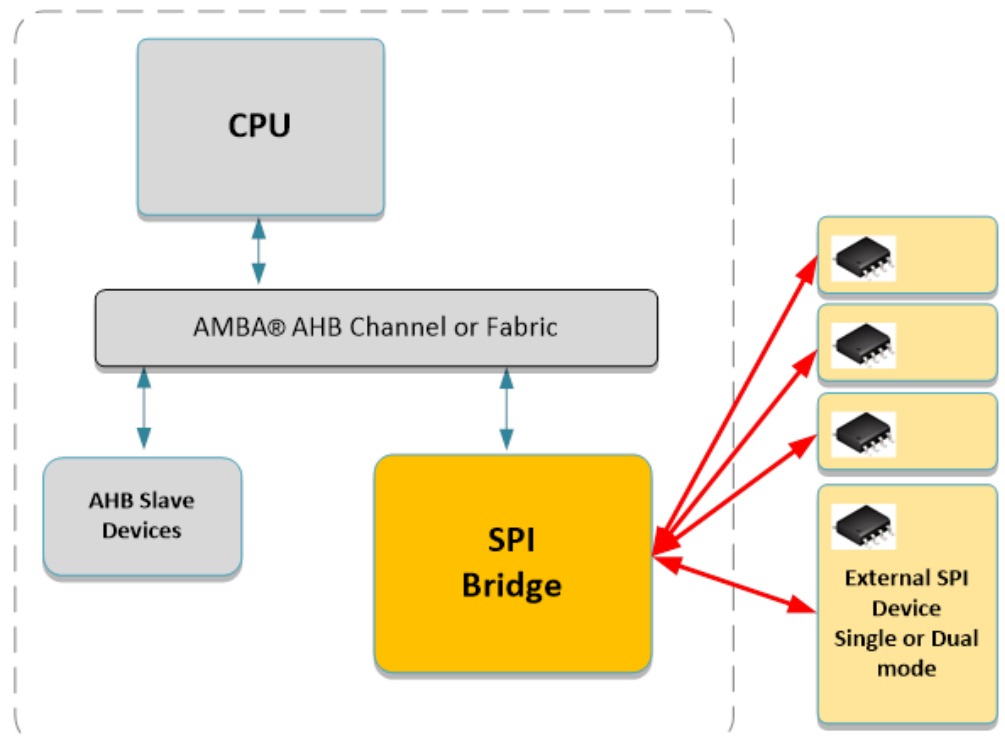 CPU
AMBA® AHB Channel or Fabric
AHB Slave
Devices
SPI
Bridge
External SPI
Device
Single or Dual
mode